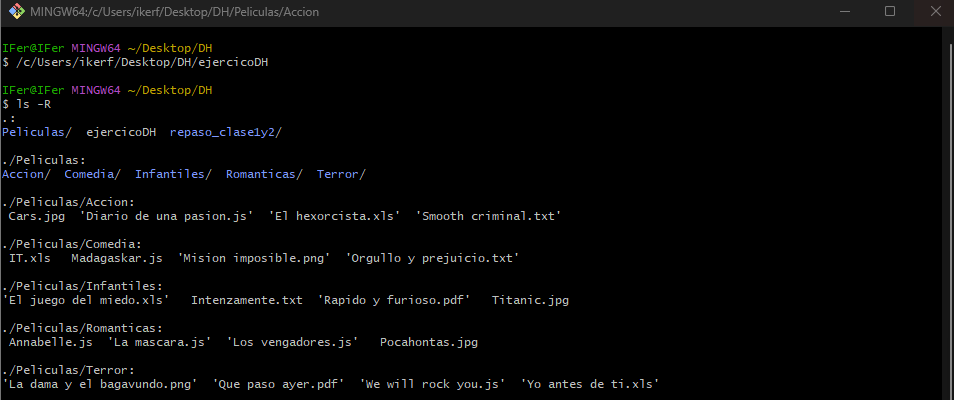 MINGW64:/c/Users/ikerf/Desktop/DH/Peliculas/Accion
IFer@IFer MINGW64 ~/Desktop/DH
$ /c/Users/ikerf/Desktop/DH/ejercicoDH
IFer@IFer MINGW64 ~/Desktop/DH
$ ls -R
.:
Peliculas/  ejercicoDH  repaso_clase1y2/
./Peliculas:
Accion/  Comedia/  Infantiles/  Romanticas/  Terror/
./Peliculas/Accion:
Cars.jpg  'Diario de una pasion.js'  'El hexorcista.xls'  'Smooth criminal.txt'
./Peliculas/Comedia:
IT.xls   Madagaskar.js  'Mision imposible.png'  'Orgullo y prejuicio.txt'
./Peliculas/Infantiles:
'El juego del miedo.xls'   Intenzamente.txt  'Rapido y furioso.pdf'   Titanic.jpg
./Peliculas/Romanticas:
Annabelle.js  'La mascara.js'  'Los vengadores.js'   Pocahontas.jpg
./Peliculas/Terror:
'La dama y el bagavundo.png'  'Que paso ayer.pdf'  'We will rock you.js'  'Yo antes de ti.xls'